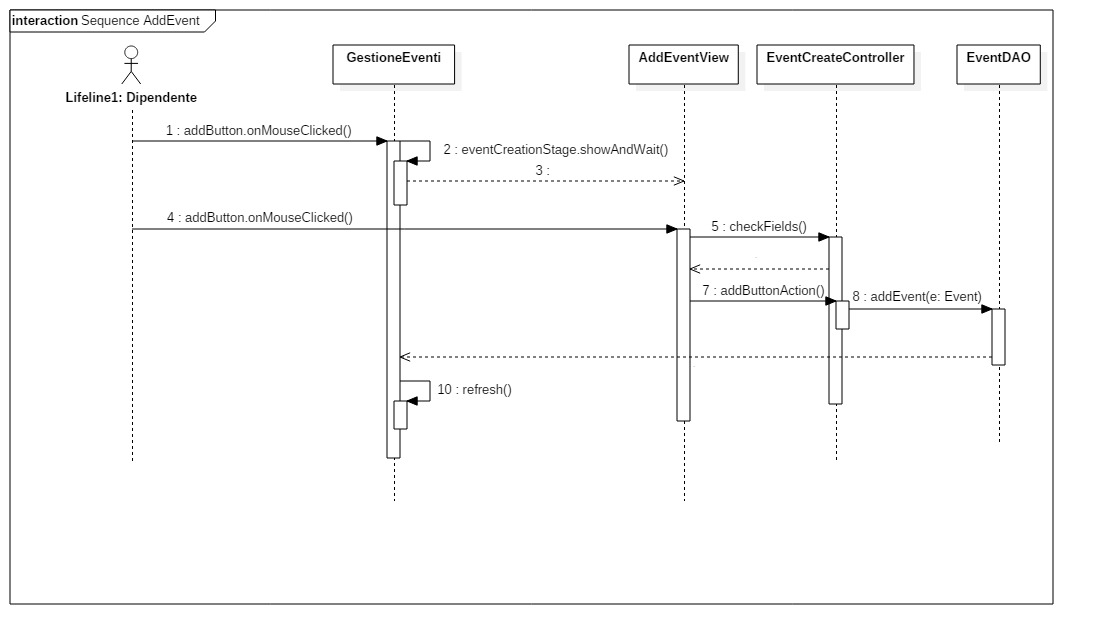 interaction Sequence AddEvent
GestioneEventi
AddEventView
EventCreateController
EventDAO
Lifeline1: Dipendente
1 : addButton.onMouseClicked()
2 : eventCreationStage.showAndWait()
3 :
4 : addButton.onMouseClicked()
5 : checkFields()
7 : addButtonAction()
8 : addEvent(e: Event)
10 : refresh()